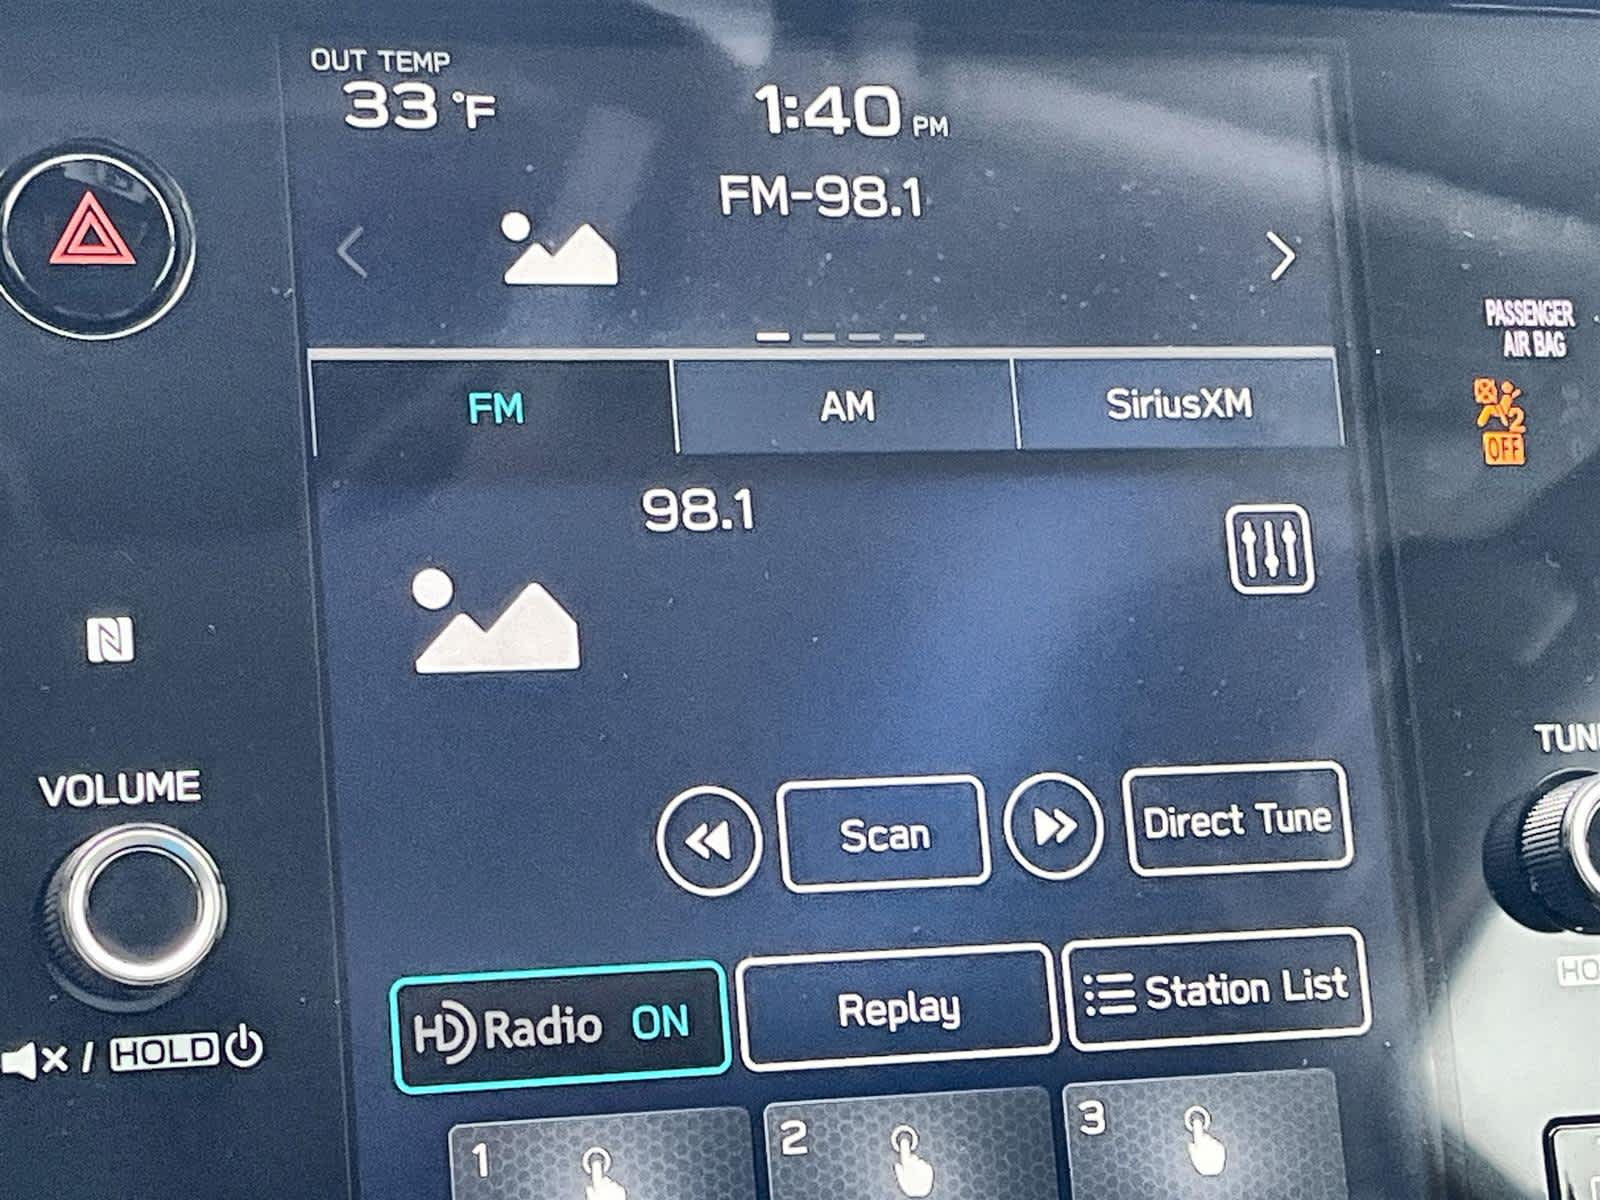 OUT TEMP
33 °F
1:40 PM
FM-98.1
PASSENGER
AIR BAG
2
OFF
FM
AM
SiriusXM
98.1
N
VOLUME
Scan
Direct Tune
HD Radio ON
Replay
Station List
/ HOLD
1
2
3